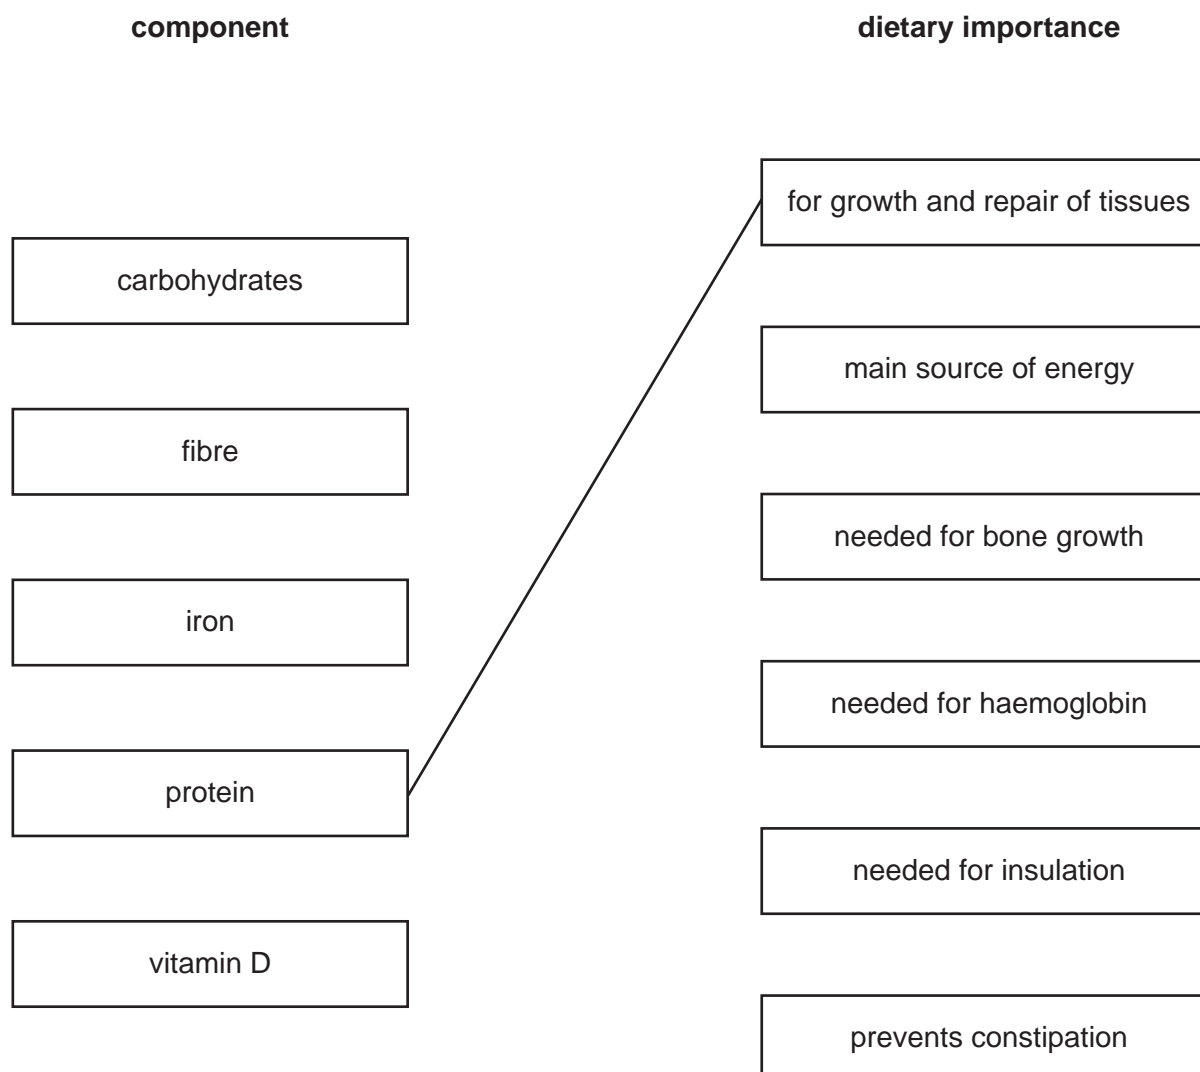 component
dietary importance
carbohydrates
fibre
iron
protein
vitamin D
for growth and repair of tissues
main source of energy
needed for bone growth
needed for haemoglobin
needed for insulation
prevents constipation